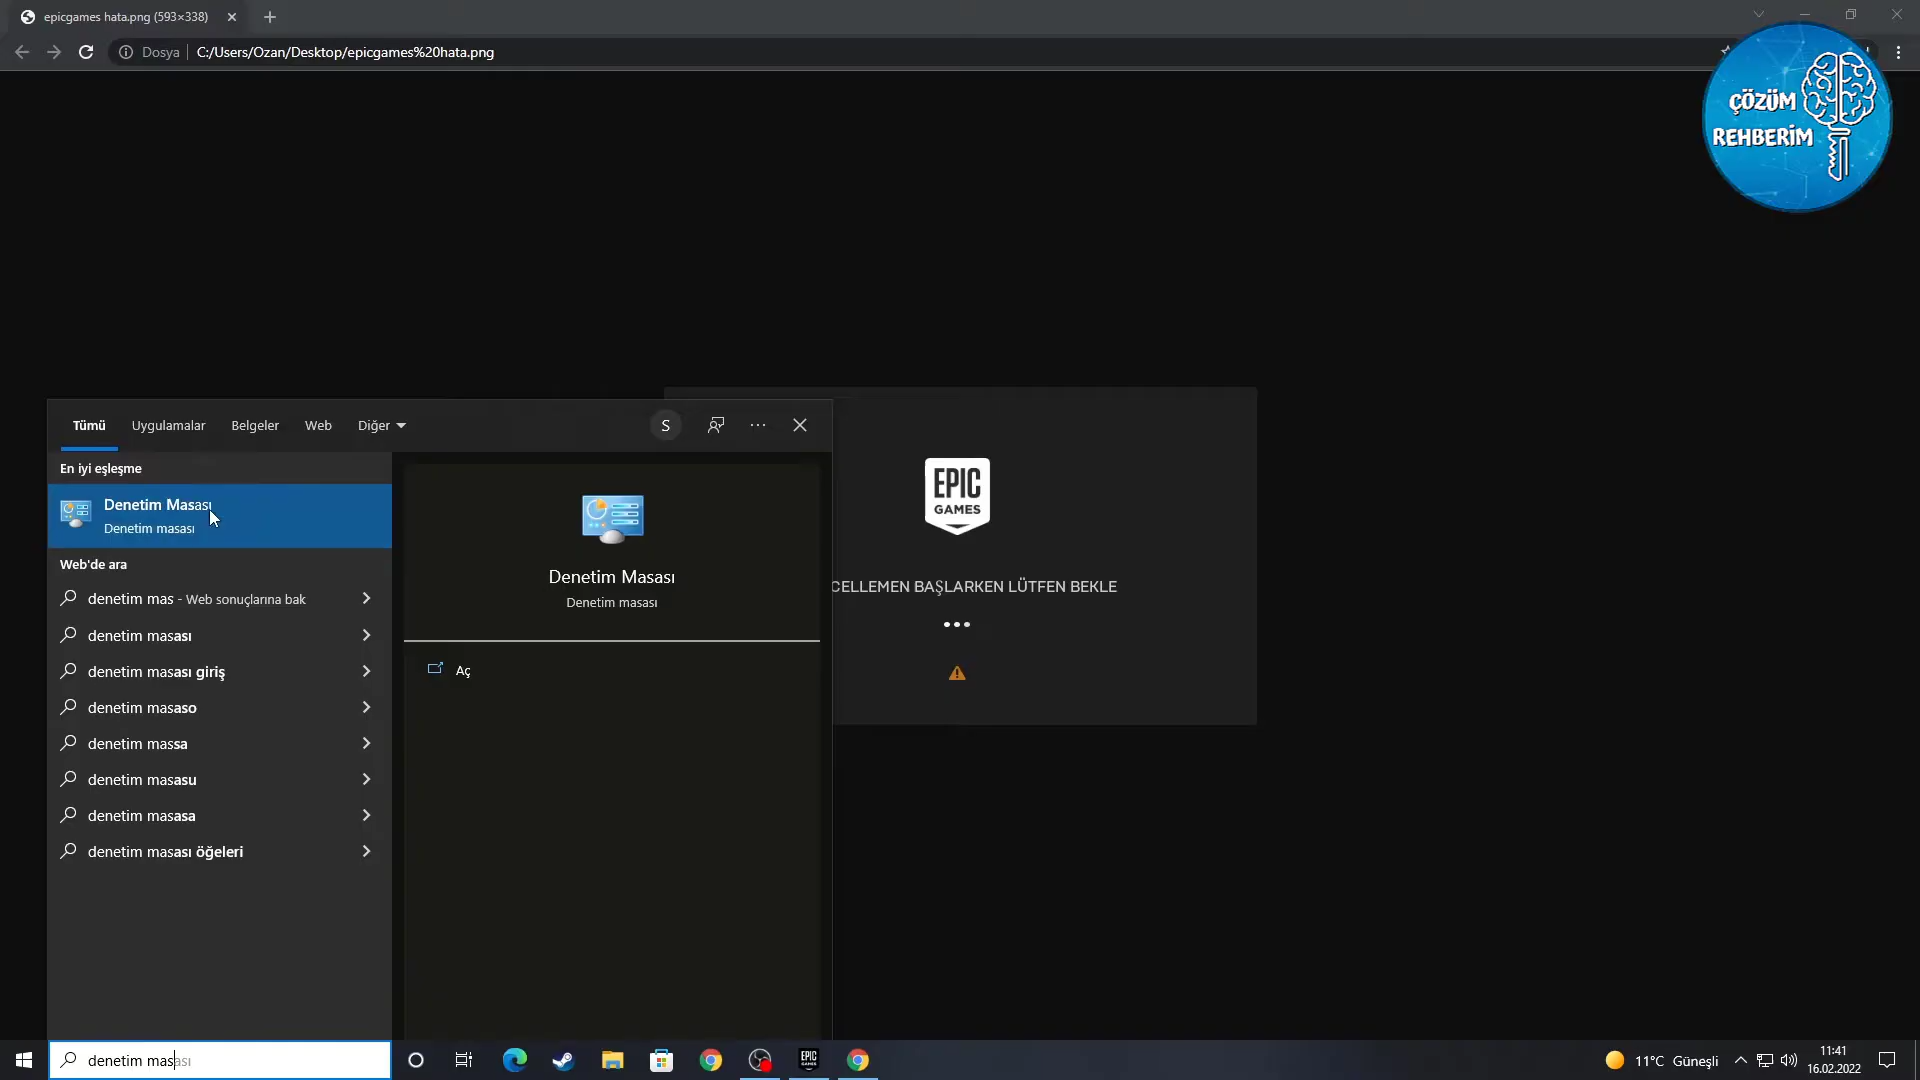 epicgames hata.png (593×338)
Dosya
C:/Users/Ozan/Desktop/epicgames%20hata.png
ÇÖZÜM
REHBERİM
Tümü
Uygulamalar
Belgeler
Web
Diğer
S
En iyi eşleşme
Denetim Masası
Denetim masası
Web'de ara
denetim mas - Web sonuçlarına bak
denetim masası
denetim masası giriş
denetim masaso
denetim massa
denetim masasu
denetim masasa
denetim masası öğeleri
Denetim Masası
Denetim masası
Aç
EPIC
GAMES
CELLEMEN BAŞLARKEN LÜTFEN BEKLE
denetim masası
EPIC
GAMES
11°C Güneşli
11:41
16.02.2022